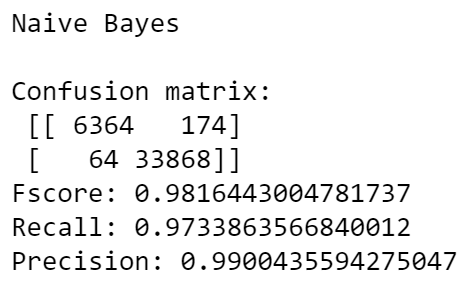 Naive Bayes
Confusion matrix:
[[ 6364 174]
[ 64 33868]]
Fscore: 0.9816443004781737
Recall: 0.9733863566840012
Precision: 0.9900435594275047